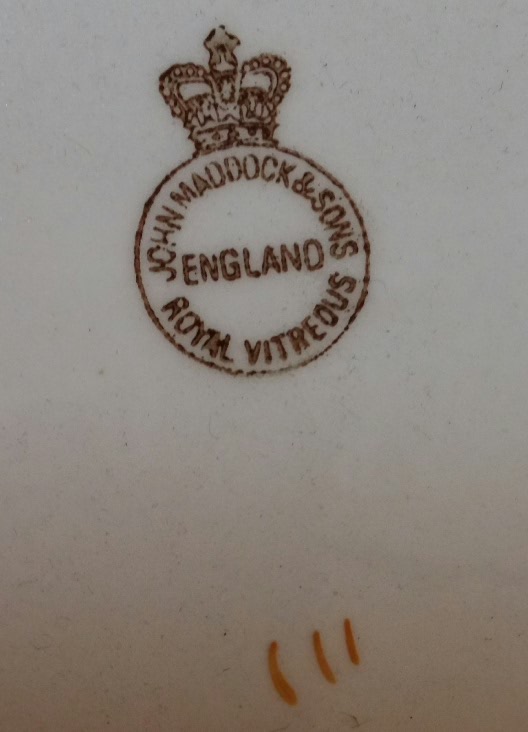 JOHN MADDOCK & SONS
ENGLAND
ROYAL VITREOUS